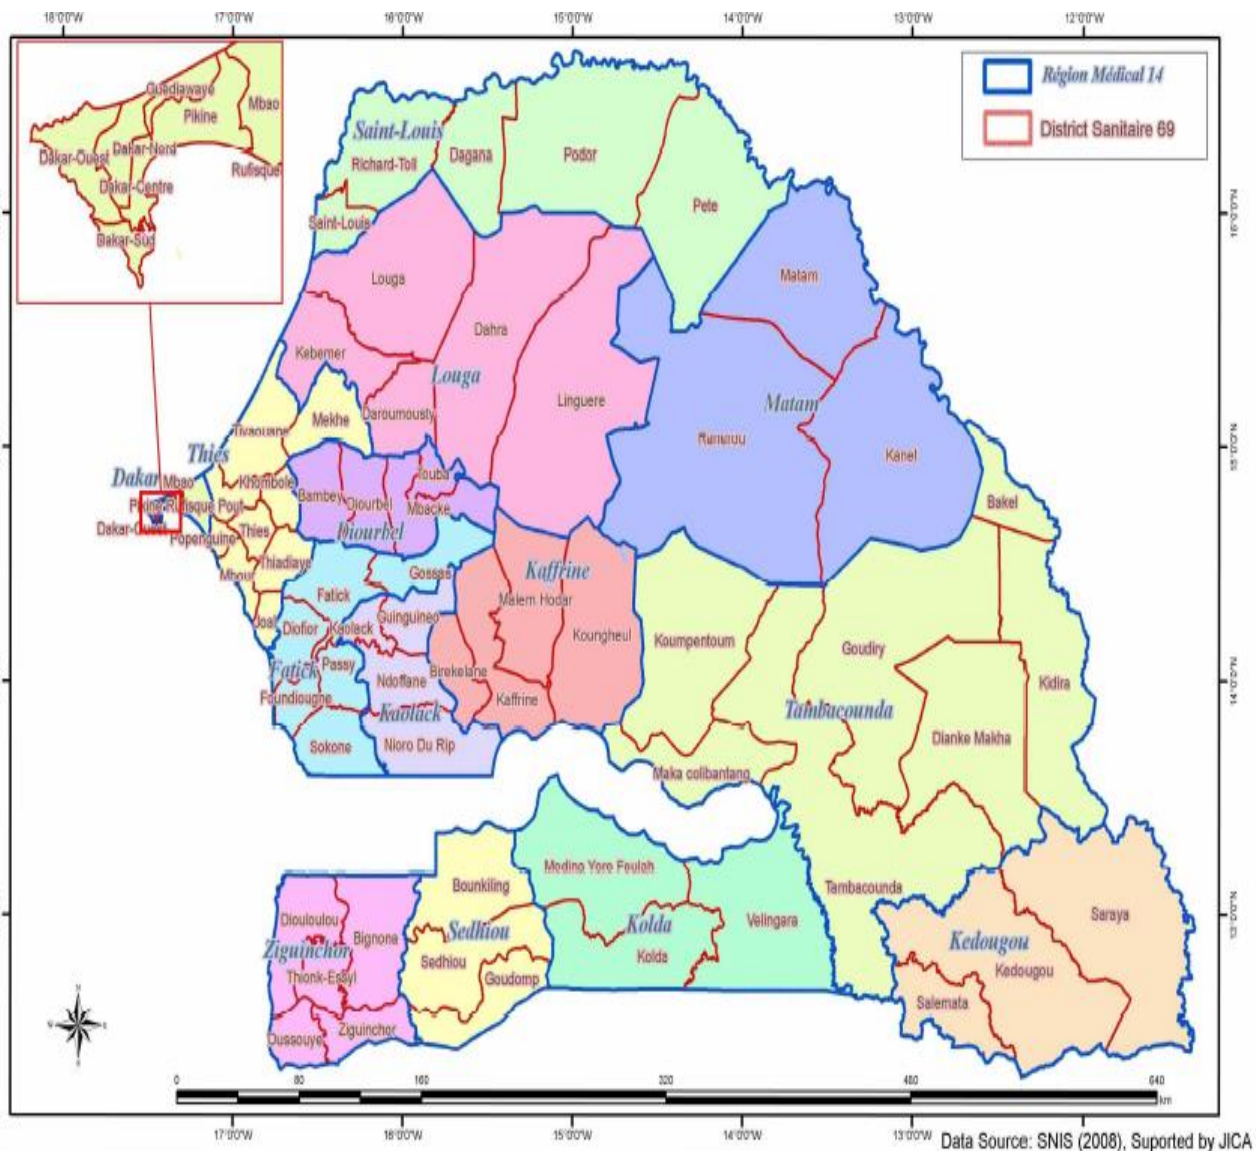 18°0'0"W 17°0'0"W 16°0'0"W 15°0'0"W 14°0'0"W 13°0'0"W 12°0'0"W
Région Médical 14
District Sanitaire 69
Guediawaye
Mbao
Pikine
Dakar-Ouest
Dakar-Nord
Rufisque
Dakar-Centre
Dakar-Sud
Saint-Louis
Richard-Toll
Dagana
Podor
Pete
Saint-Louis
Louga
Matam
Dahra
Kebemer
Louga
Linguere
Matam
Daroumousty
Mekhe
Tivaouane
Ranerou
Kanel
Thies
Dakar
Mbao
Khombole
Touba
Bambey
Diourbel
Mbacke
Bakel
Pikine
Rufisque
Pout
Dakar-Ouest
Popenguine
Thies
Diourbel
Thiadiaye
Mbour
Gossas
Kaffrine
Fatick
Malem Hodar
Joal
Diofior
Kaolack
Guinguineo
Koungheul
Koumpentoum
Goudiry
Fatick
Passy
Ndoffane
Birekelane
Kidira
Foundiougne
Kaolack
Kaffrine
Tambacounda
Sokone
Nioro Du Rip
Dianke Makha
Maka colibantang
Medina Yoro Foulah
Bounkiling
Tambacounda
Diouloulou
Bignona
Sedhiou
Kolda
Velingara
Saraya
Ziguinchor
Sedhiou
Kolda
Kedougou
Thionk-Essyl
Goudomp
Kedougou
Salemata
Oussouye
Ziguinchor
N
W
S
0 80 160 320 480 640
km
17°0'0"W 16°0'0"W 15°0'0"W 14°0'0"W 13°0'0"W
Data Source: SNIS (2008), Suported by JICA